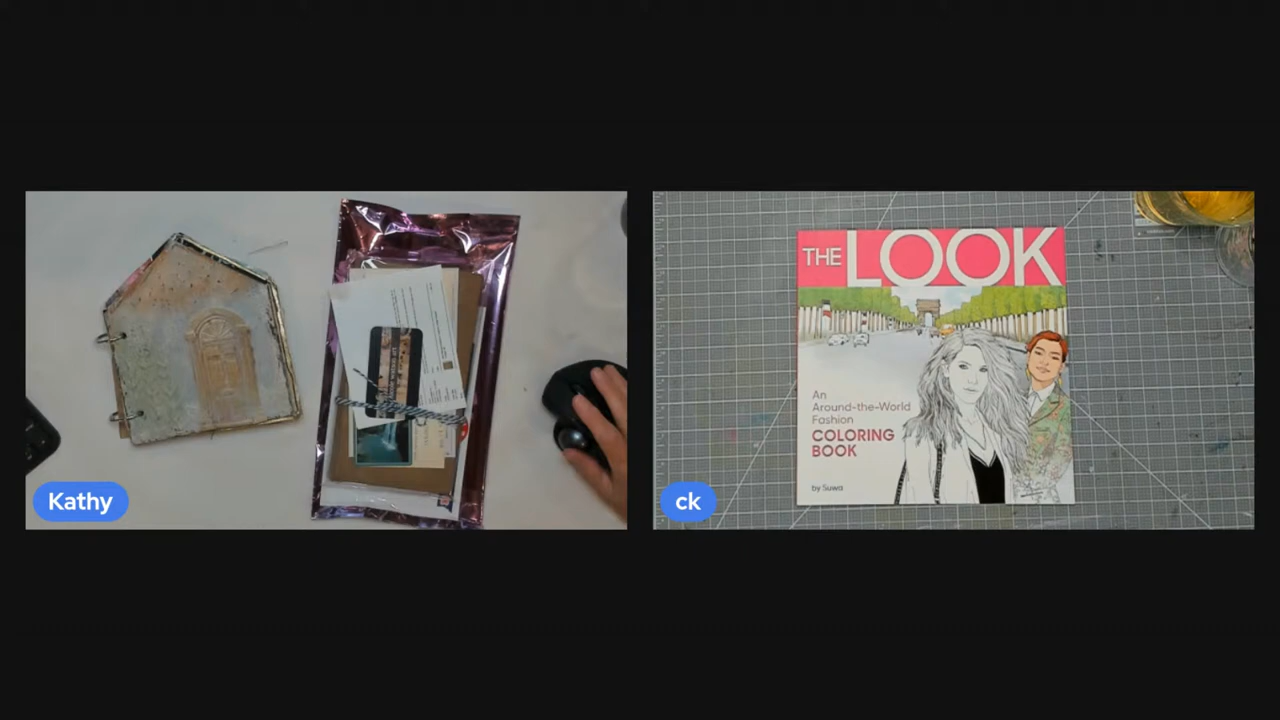 Kathy
THE LOOK
An
Around-the-World
Fashion
COLORING
BOOK
by Suwa
ck